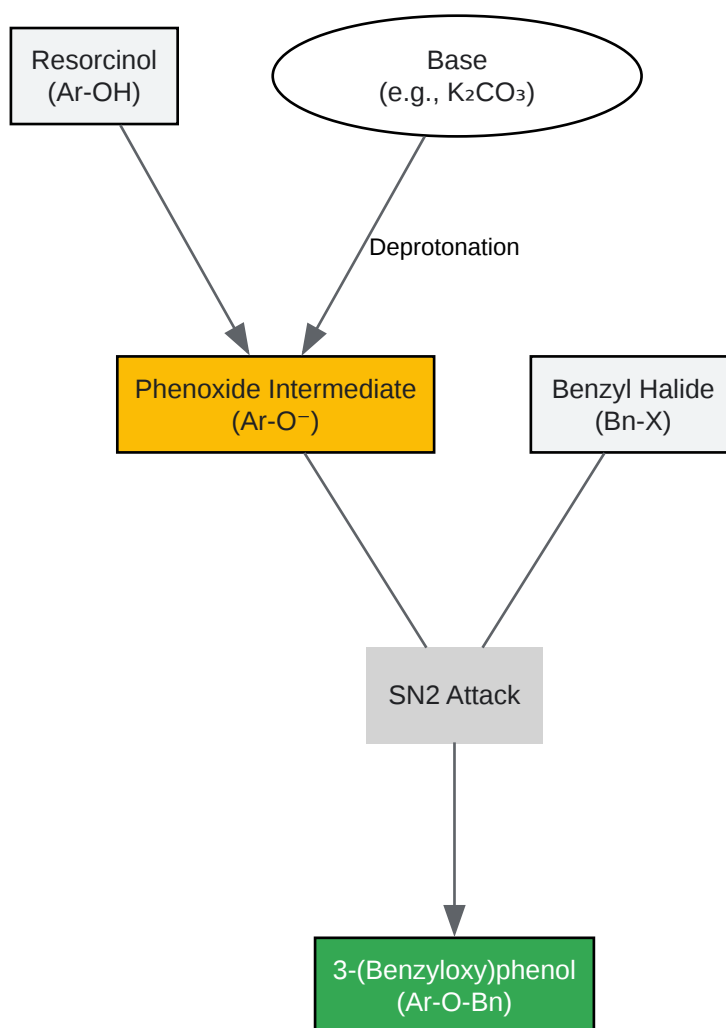 Resorcinol
(Ar-OH)
Base
(e.g., K₂CO₃)
Deprotonation
Phenoxide Intermediate
(Ar-O⁻)
Benzyl Halide
(Bn-X)
SN2 Attack
3-(Benzyloxy)phenol
(Ar-O-Bn)